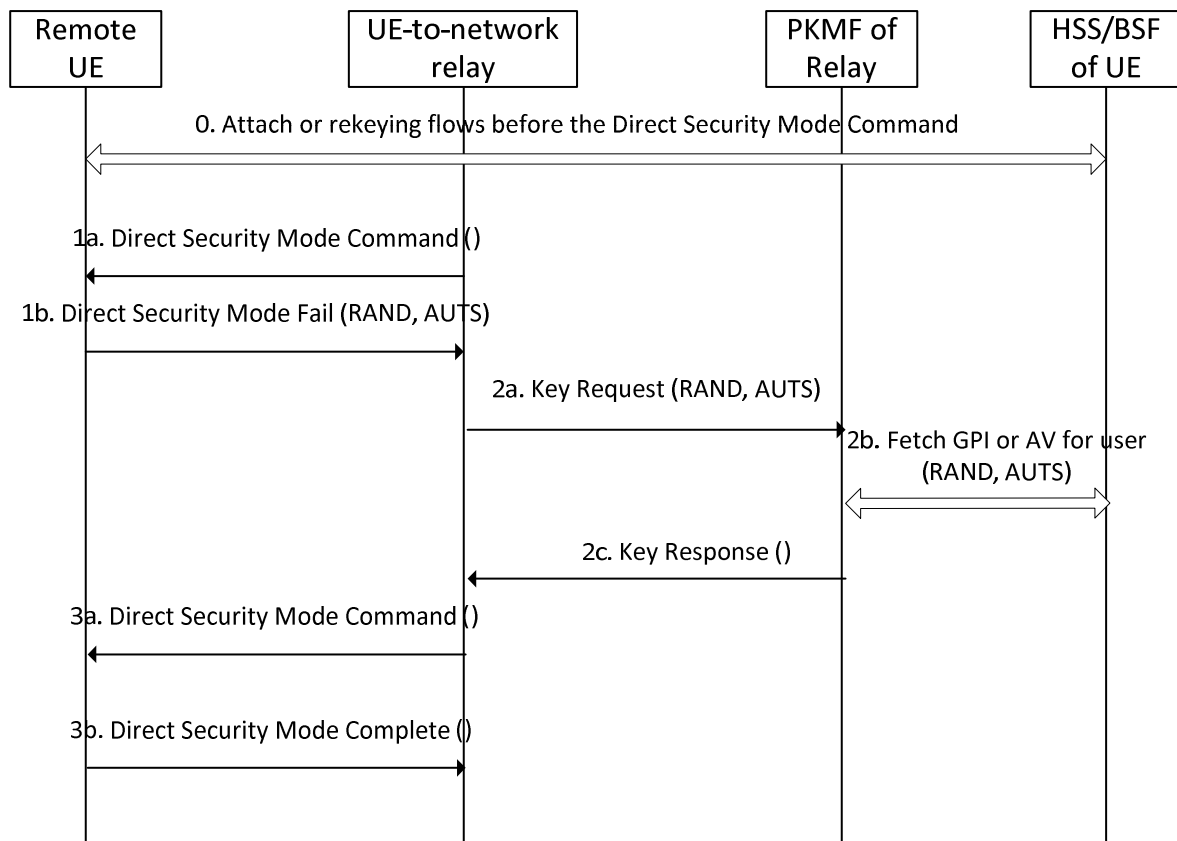 Remote
UE
UE-to-network
relay
PKMF of
Relay
HSS/BSF
of UE
0. Attach or rekeying flows before the Direct Security Mode Command
1a. Direct Security Mode Command ()
1b. Direct Security Mode Fail (RAND, AUTS)
2a. Key Request (RAND, AUTS)
2b. Fetch GPI or AV for user
(RAND, AUTS)
2c. Key Response ()
3a. Direct Security Mode Command ()
3b. Direct Security Mode Complete ()